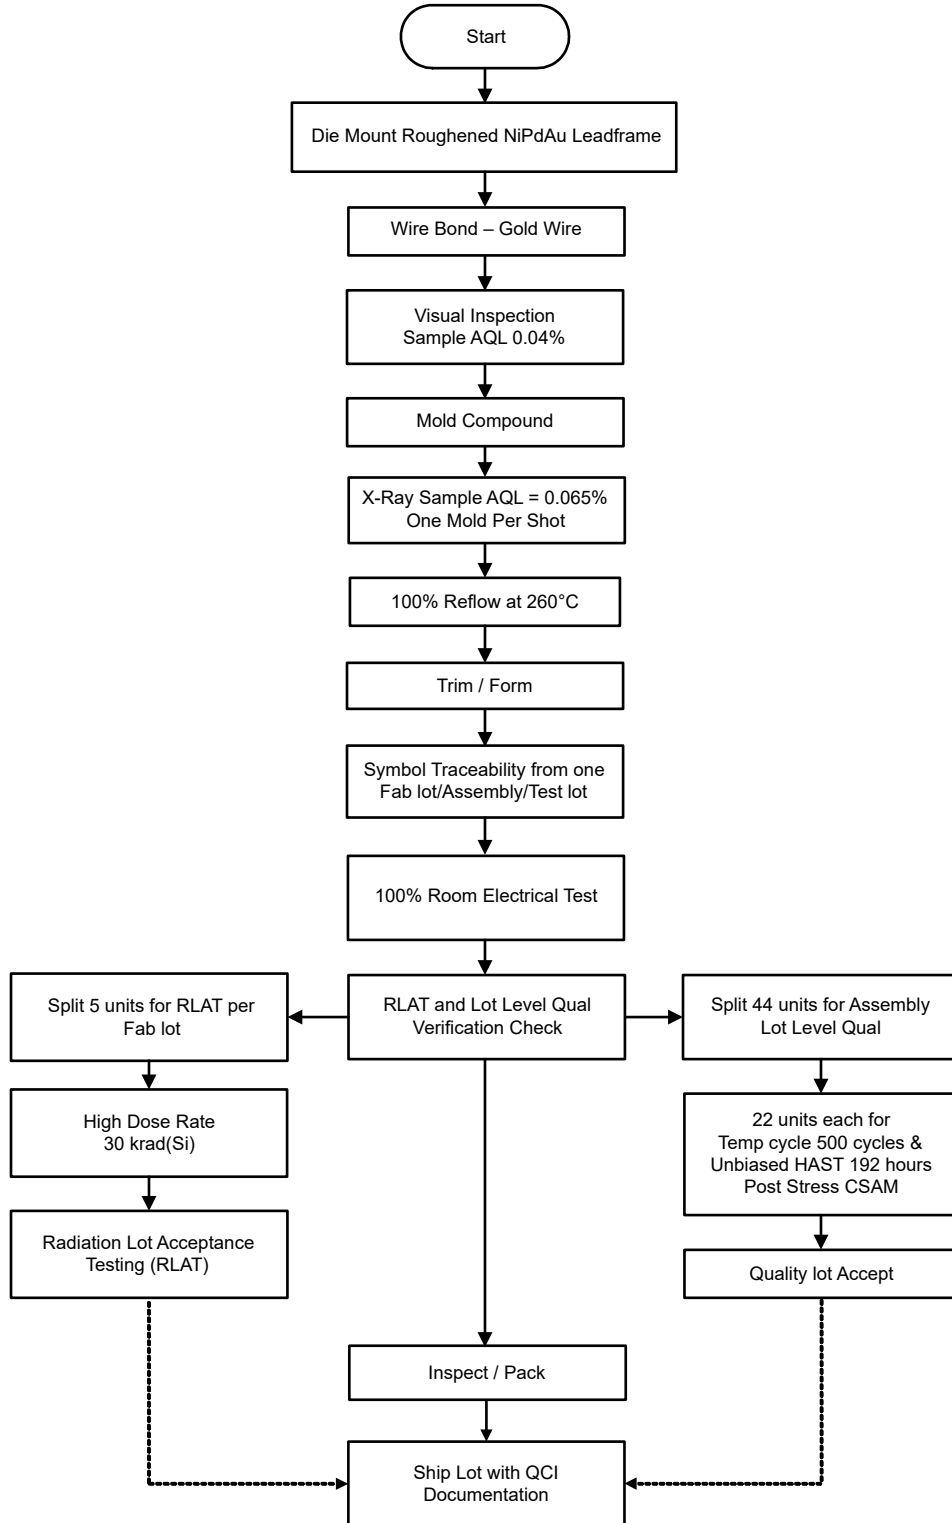 Start
Die Mount Roughened NiPdAu Leadframe
Wire Bond – Gold Wire
Visual Inspection
Sample AQL 0.04%
Mold Compound
X-Ray Sample AQL = 0.065%
One Mold Per Shot
100% Reflow at 260°C
Trim / Form
Symbol Traceability from one
Fab lot/Assembly/Test lot
100% Room Electrical Test
RLAT and Lot Level Qual
Verification Check
Split 5 units for RLAT per
Fab lot
High Dose Rate
30 krad(Si)
Radiation Lot Acceptance
Testing (RLAT)
Split 44 units for Assembly
Lot Level Qual
22 units each for
Temp cycle 500 cycles &
Unbiased HAST 192 hours
Post Stress CSAM
Quality lot Accept
Inspect / Pack
Ship Lot with QCI
Documentation